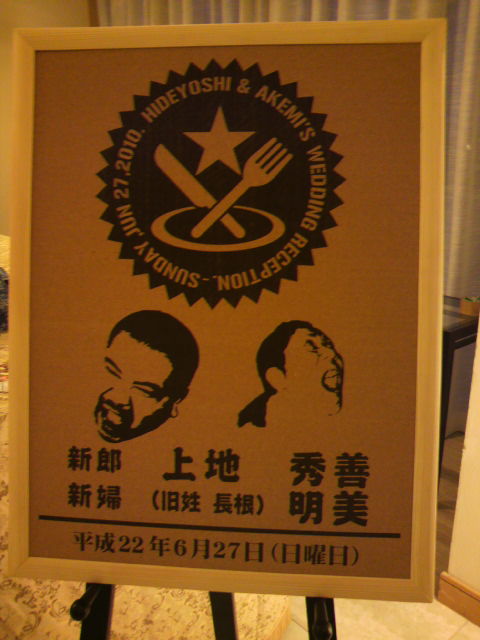 SUNDAY JUN 27,2010. HIDEYOSHI & AKEMI'S WEDDING RECEPTION.-
新郎 上地 秀善
新婦 (旧姓 長根) 明美
平成22年6月27日(日曜日)